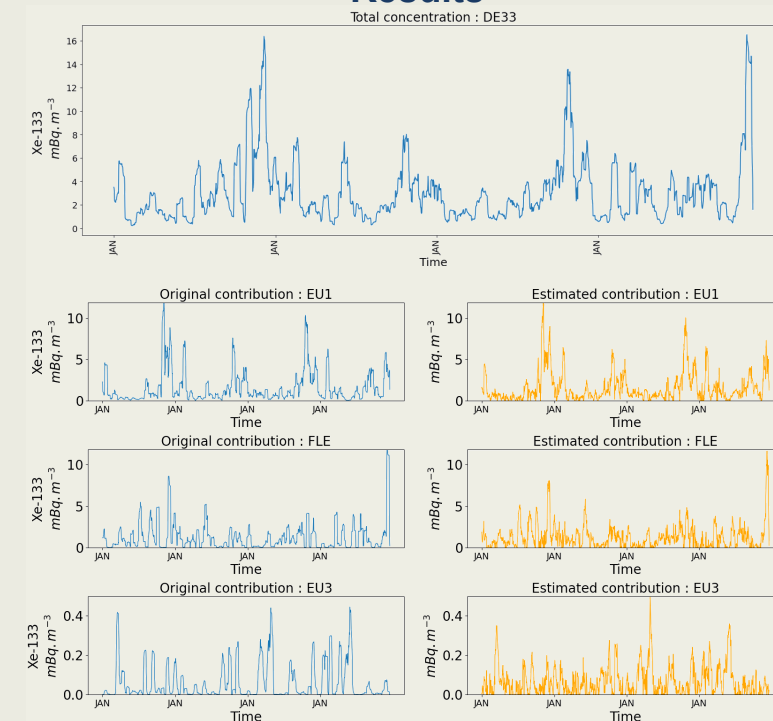 Results
Total concentration : DE33
Xe-133
mBq.m⁻³
16
14
12
10
8
6
4
2
0
JAN
JAN
JAN
JAN
Time
Original contribution : EU1
Xe-133
mBq.m⁻³
10
5
0
JAN
JAN
JAN
JAN
Time
Estimated contribution : EU1
mBq.m⁻³
10
5
0
JAN
JAN
JAN
JAN
Time
Original contribution : FLE
Xe-133
mBq.m⁻³
10
5
0
JAN
JAN
JAN
JAN
Time
Estimated contribution : FLE
mBq.m⁻³
10
5
0
JAN
JAN
JAN
JAN
Time
Original contribution : EU3
Xe-133
mBq.m⁻³
0.4
0.2
0.0
JAN
JAN
JAN
JAN
Time
Estimated contribution : EU3
mBq.m⁻³
0.4
0.2
0.0
JAN
JAN
JAN
JAN
Time